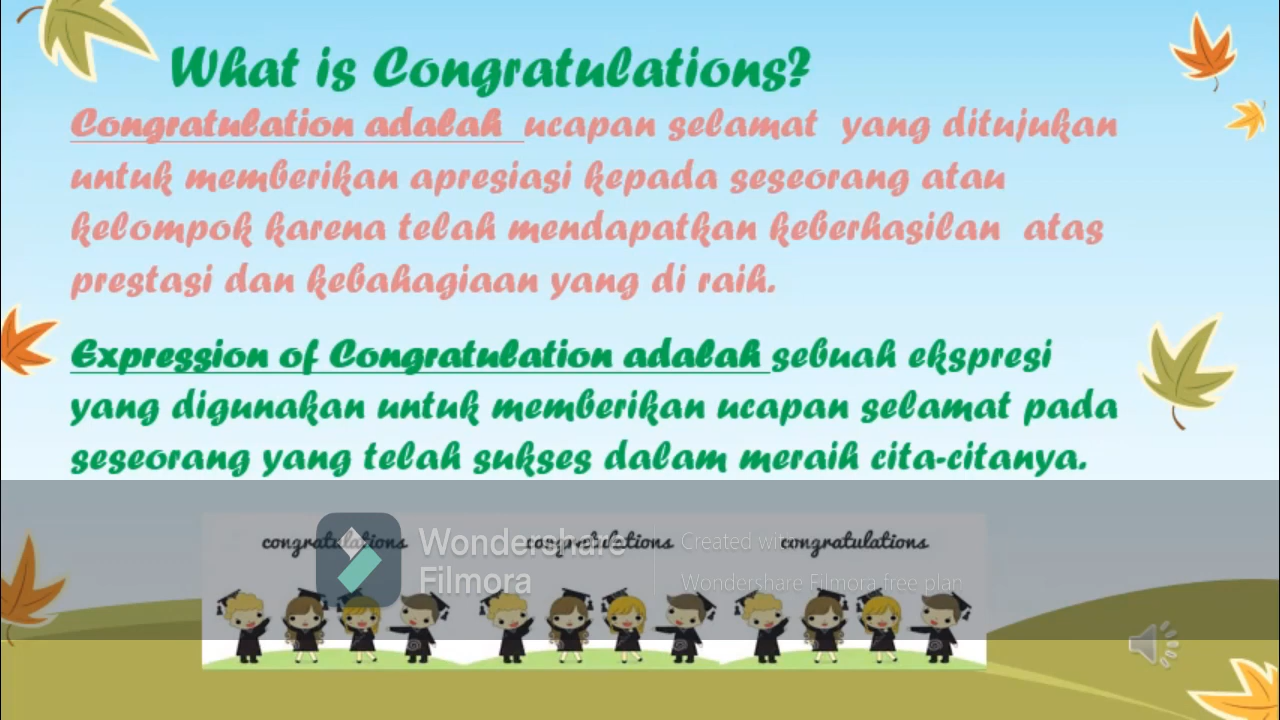 What is Congratulations?
Congratulation adalah ucapan selamat yang ditujukan
untuk memberikan apresiasi kepada seseorang atau
kelompok karena telah mendapatkan keberhasilan atas
prestasi dan kebahagiaan yang di raih.
Expression of Congratulation adalah sebuah ekspresi
yang digunakan untuk memberikan ucapan selamat pada
seseorang yang telah sukses dalam meraih cita-citanya.
congratulations congratulations congratulations
Wondershare
Filmora
Created with
Wondershare Filmora free plan